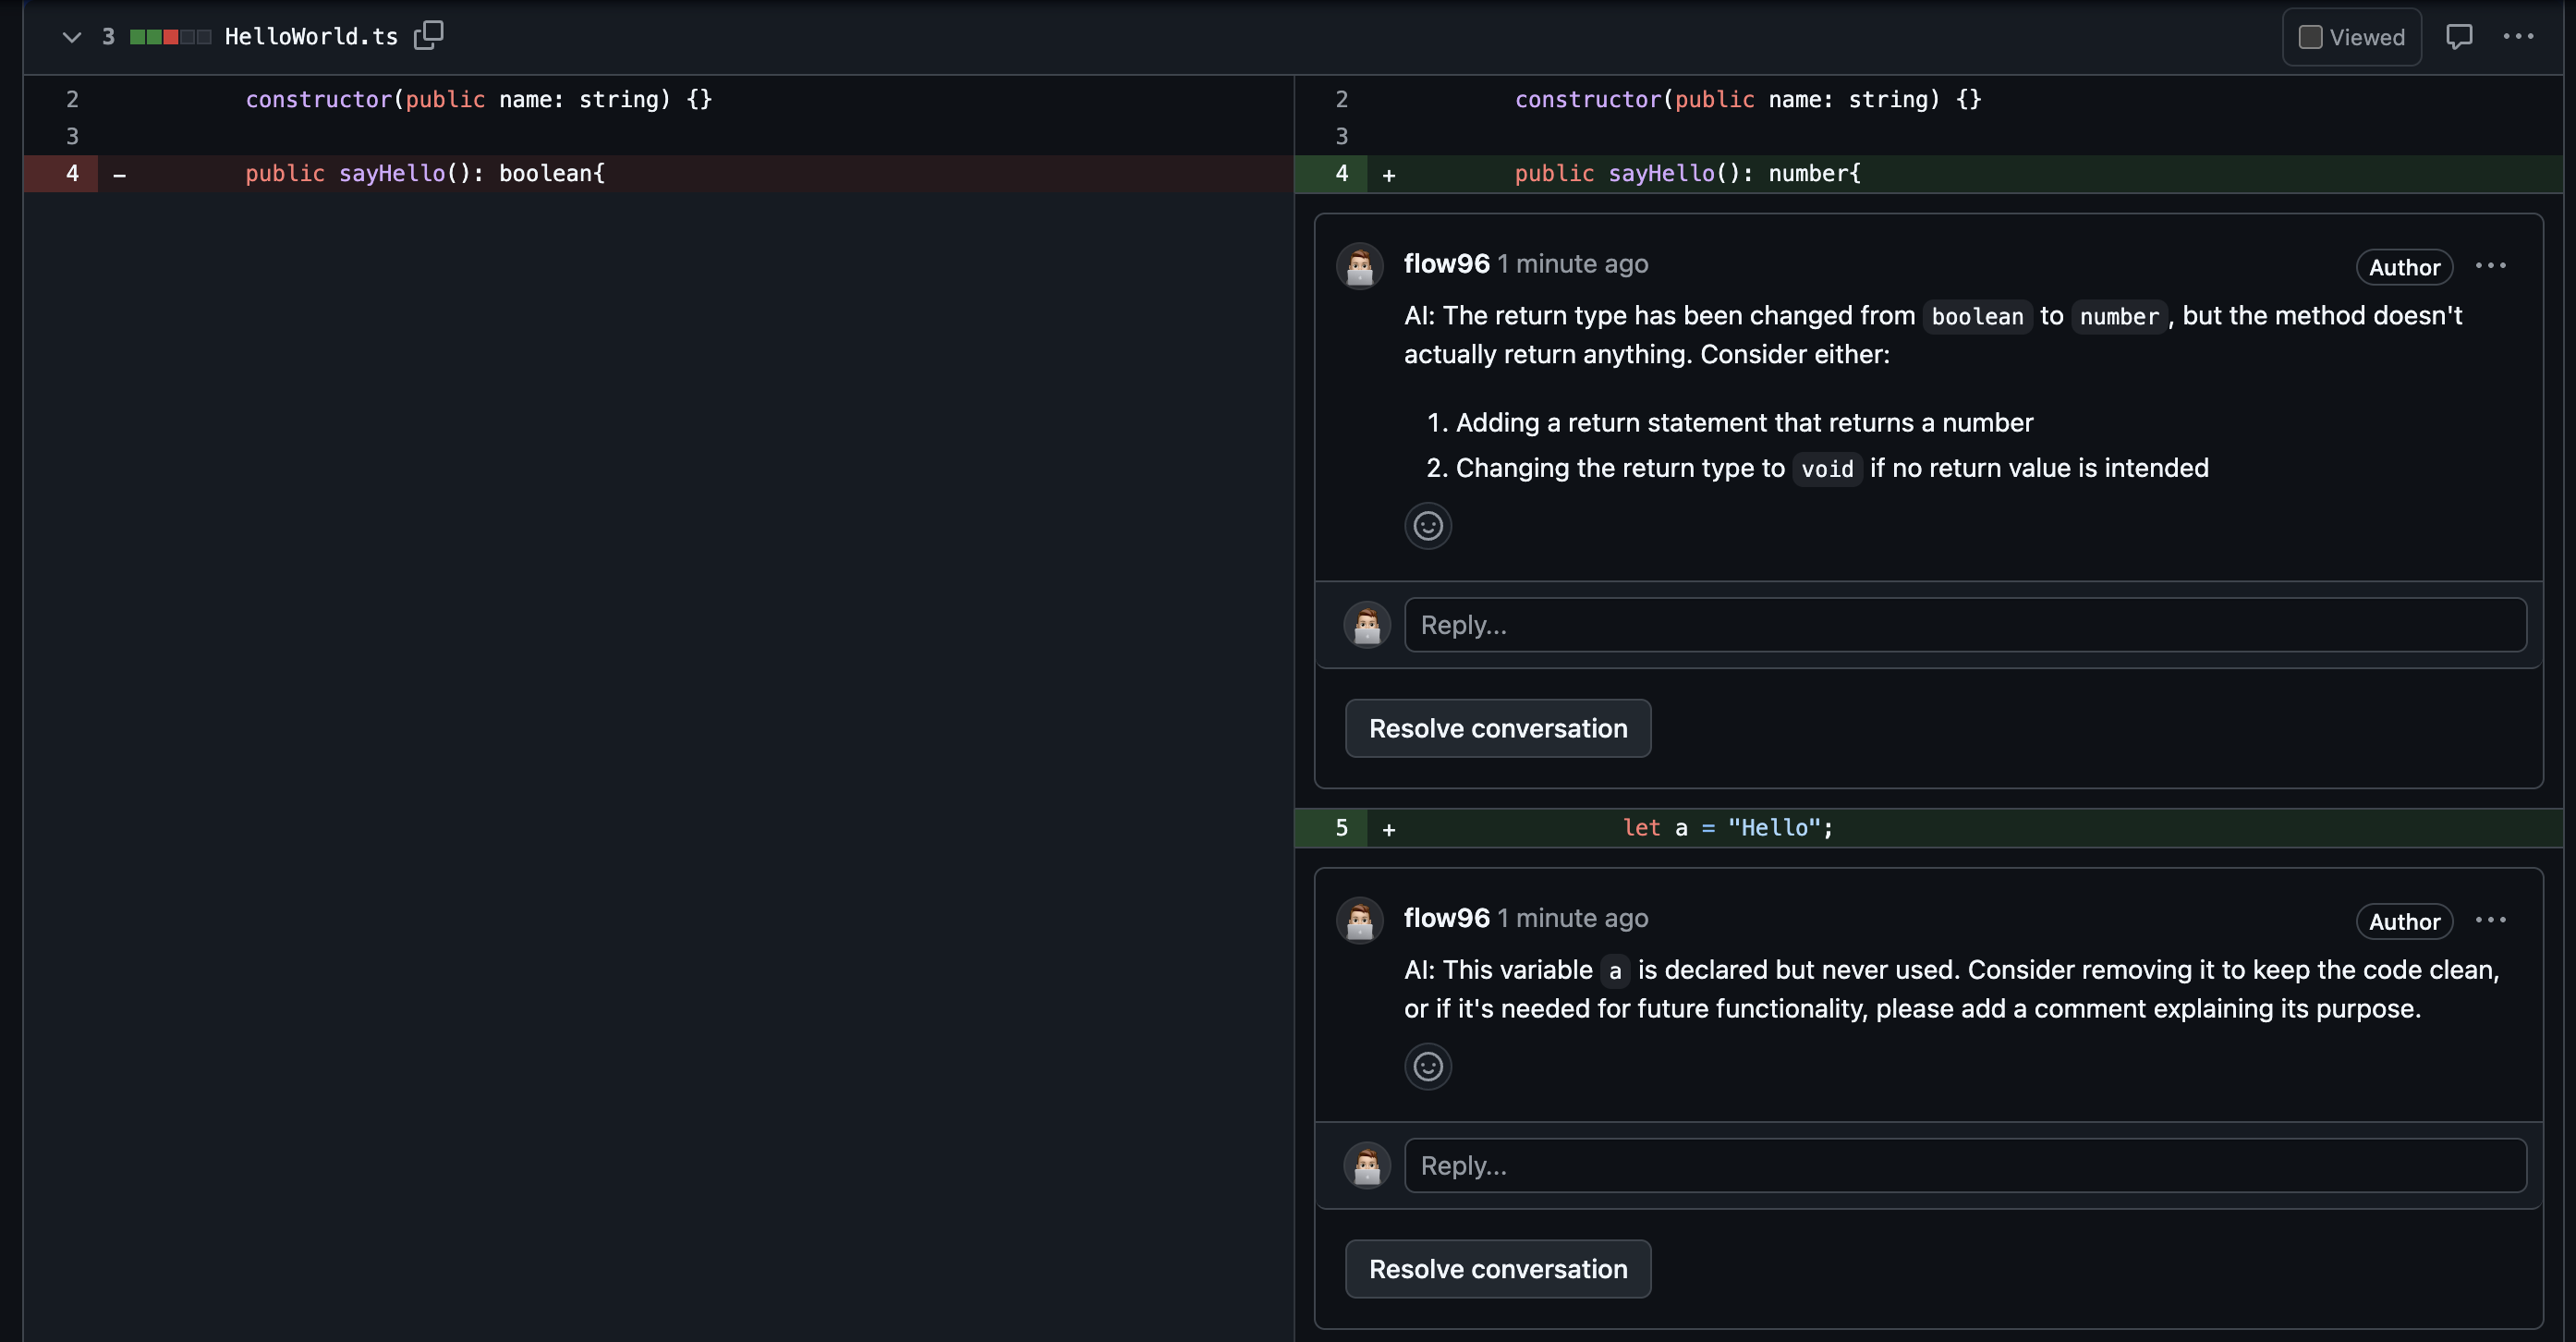 3 HelloWorld.ts Viewed
2 constructor(public name: string) {}
3
4 - public sayHello(): boolean{
2 constructor(public name: string) {}
3
4 + public sayHello(): number{
flow96 1 minute ago Author
AI: The return type has been changed from boolean to number, but the method doesn't
actually return anything. Consider either:
1. Adding a return statement that returns a number
2. Changing the return type to void if no return value is intended
Reply...
Resolve conversation
5 + let a = "Hello";
flow96 1 minute ago Author
AI: This variable a is declared but never used. Consider removing it to keep the code clean,
or if it's needed for future functionality, please add a comment explaining its purpose.
Reply...
Resolve conversation